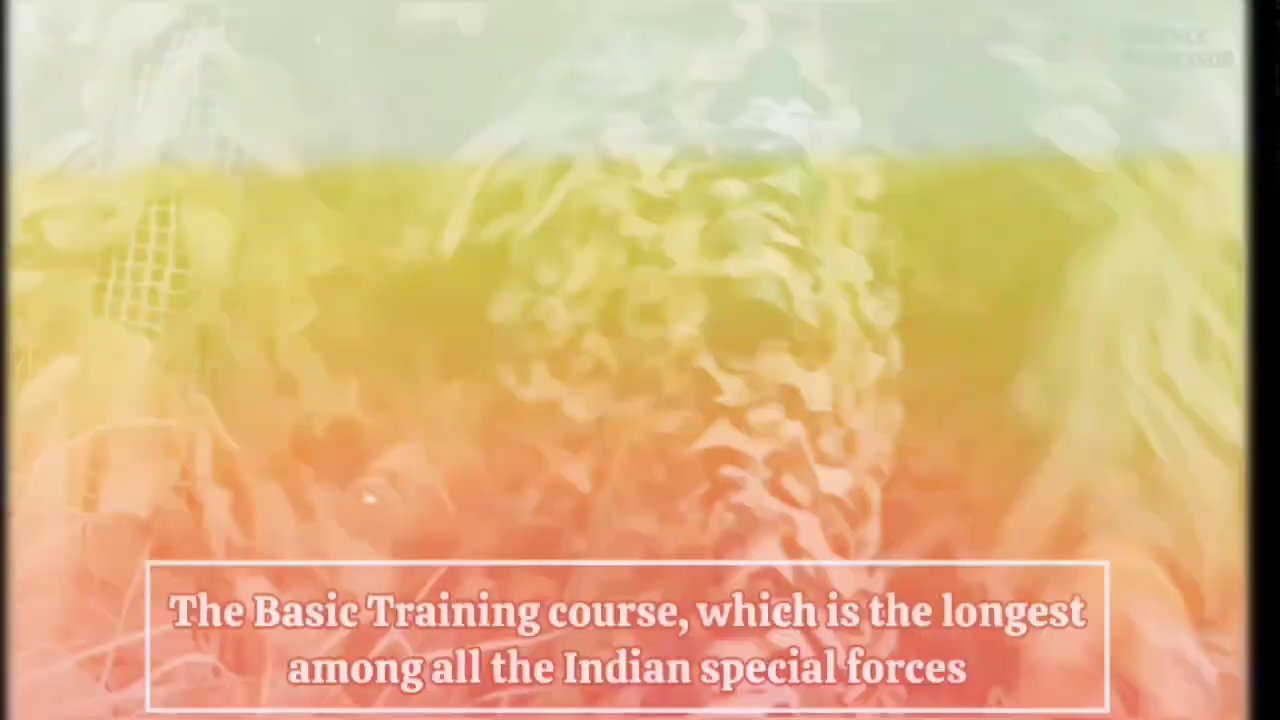 The Basic Training course, which is the longest
among all the Indian special forces